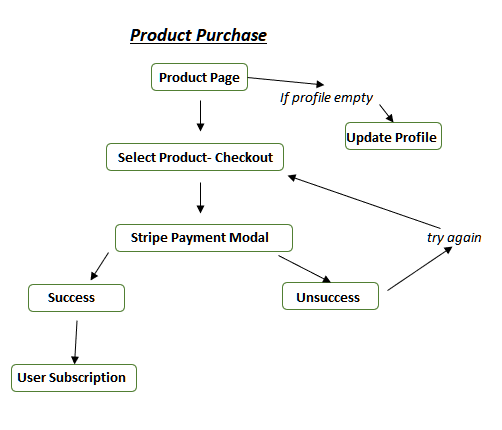 Product Purchase
Product Page
If profile empty
Update Profile
Select Product- Checkout
Stripe Payment Modal
try again
Success
Unsuccess
User Subscription